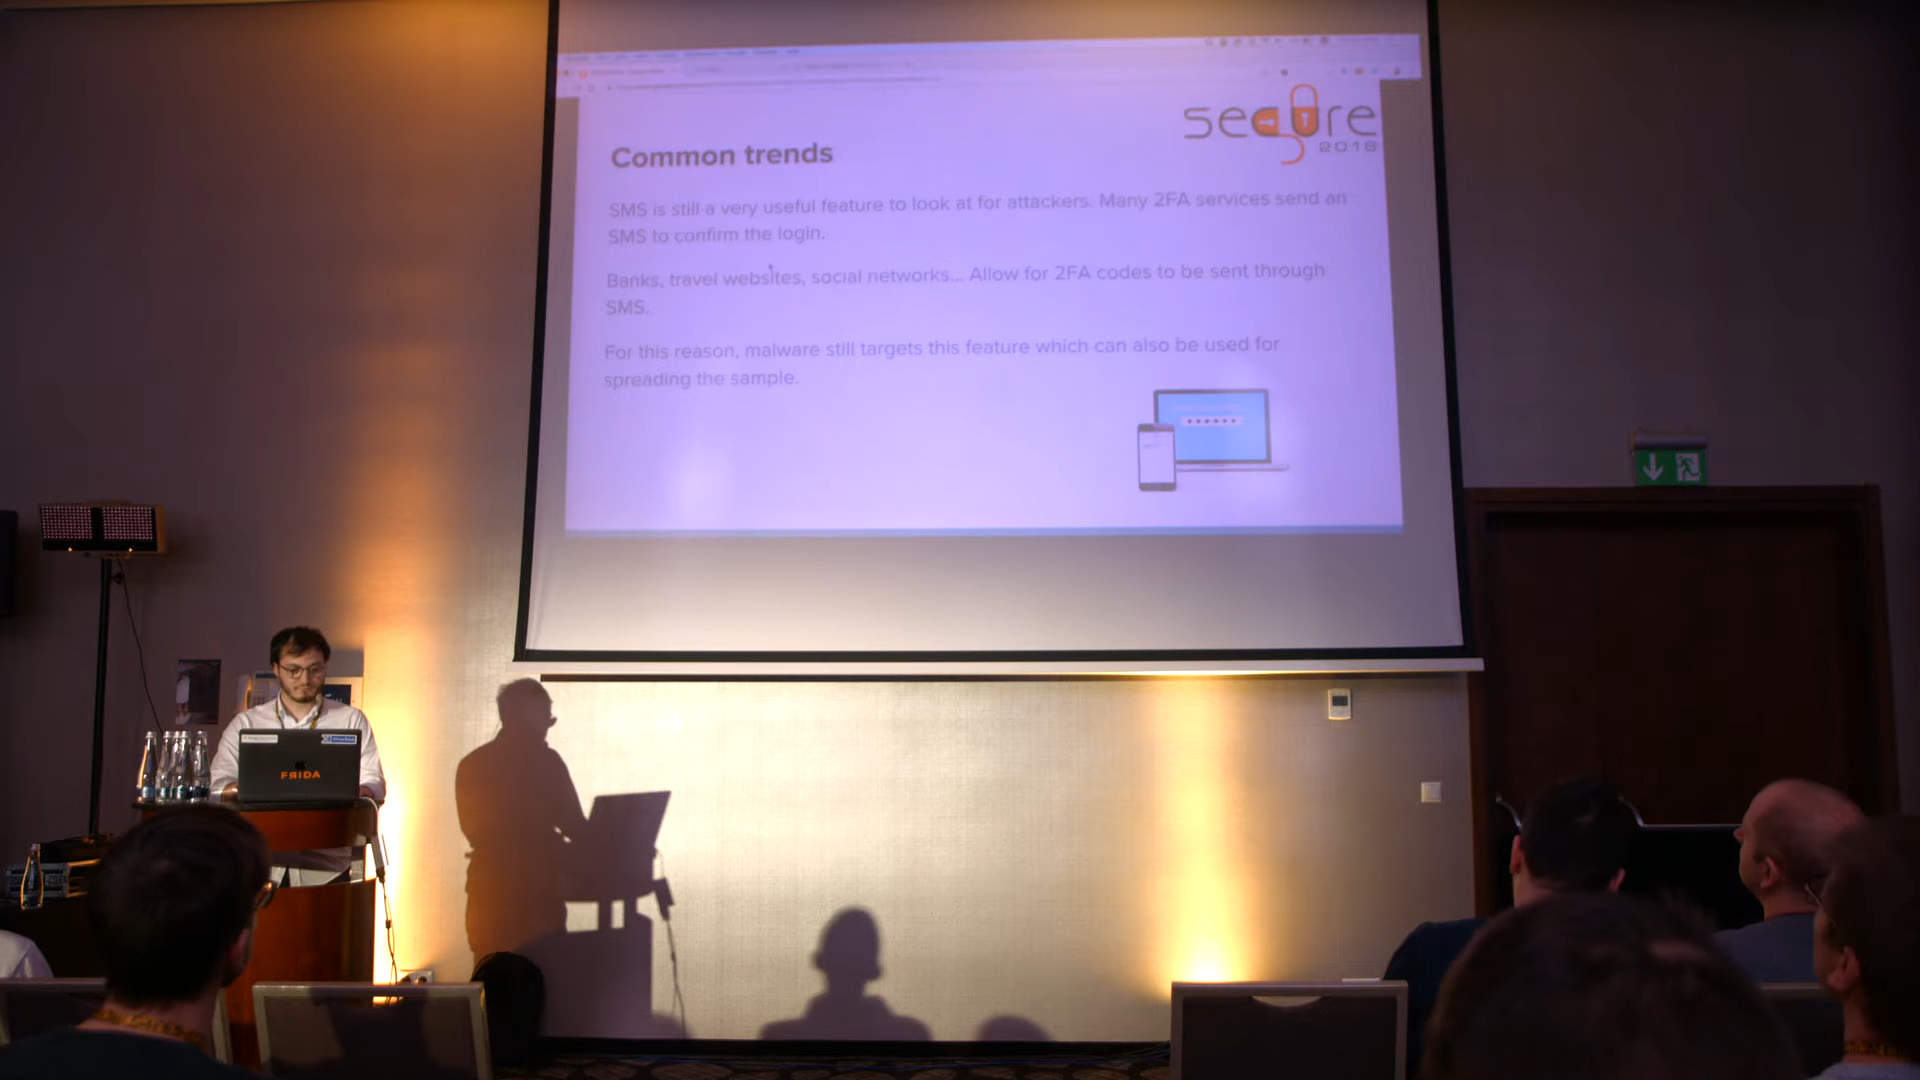 secure
2018
Common trends
SMS is still a very useful feature to look at for attackers. Many 2FA services send an
SMS to confirm the login.
Banks, travel websites, social networks... Allow for 2FA codes to be sent through
SMS.
For this reason, malware still targets this feature which can also be used for
spreading the sample.
FRIDA